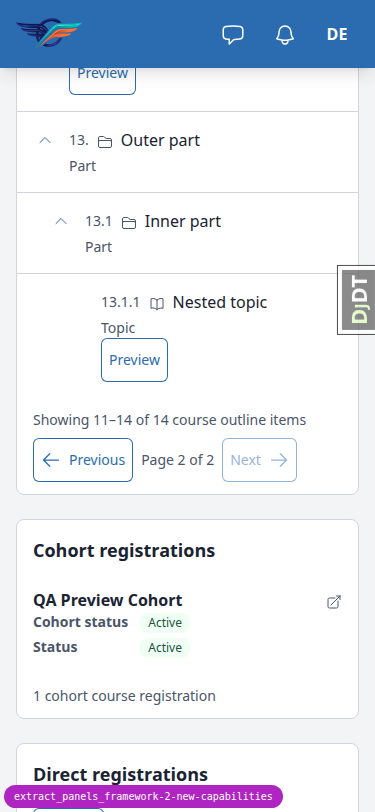 DE
Preview
13. Outer part
Part
13.1 Inner part
Part
13.1.1 Nested topic
Topic
Preview
DjDT
Showing 11–14 of 14 course outline items
Previous Page 2 of 2 Next
Cohort registrations
QA Preview Cohort
Cohort status Active
Status Active
1 cohort course registration
Direct registrations
extract_panels_framework-2-new-capabilities